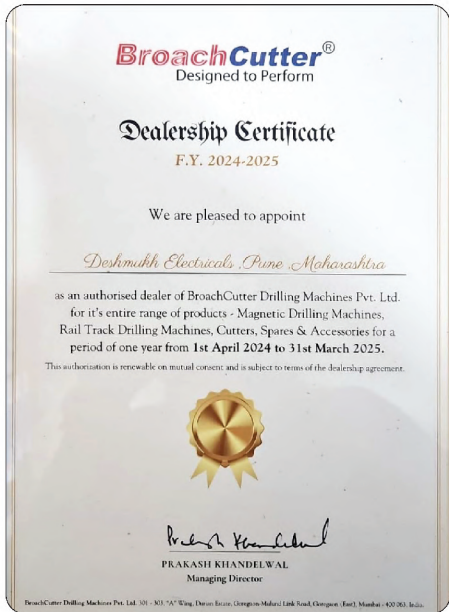 BroachCutter®
Designed to Perform
Dealership Certificate
F.Y. 2024-2025
We are pleased to appoint
Deshmukh Electricals ,Pune ,Maharashtra
as an authorised dealer of BroachCutter Drilling Machines Pvt. Ltd.
for it's entire range of products - Magnetic Drilling Machines,
Rail Track Drilling Machines, Cutters, Spares & Accessories for a
period of one year from 1st April 2024 to 31st March 2025.
This authorization is renewable on mutual consent and is subject to terms of the dealership agreement.
Prakash Khandelwal
PRAKASH KHANDELWAL
Managing Director
BroachCutter Drilling Machines Pvt. Ltd. 301 - 303, "A" Wing, Durian Estate, Goregaon-Mulund Link Road, Goregaon (East), Mumbai - 400 063. India.